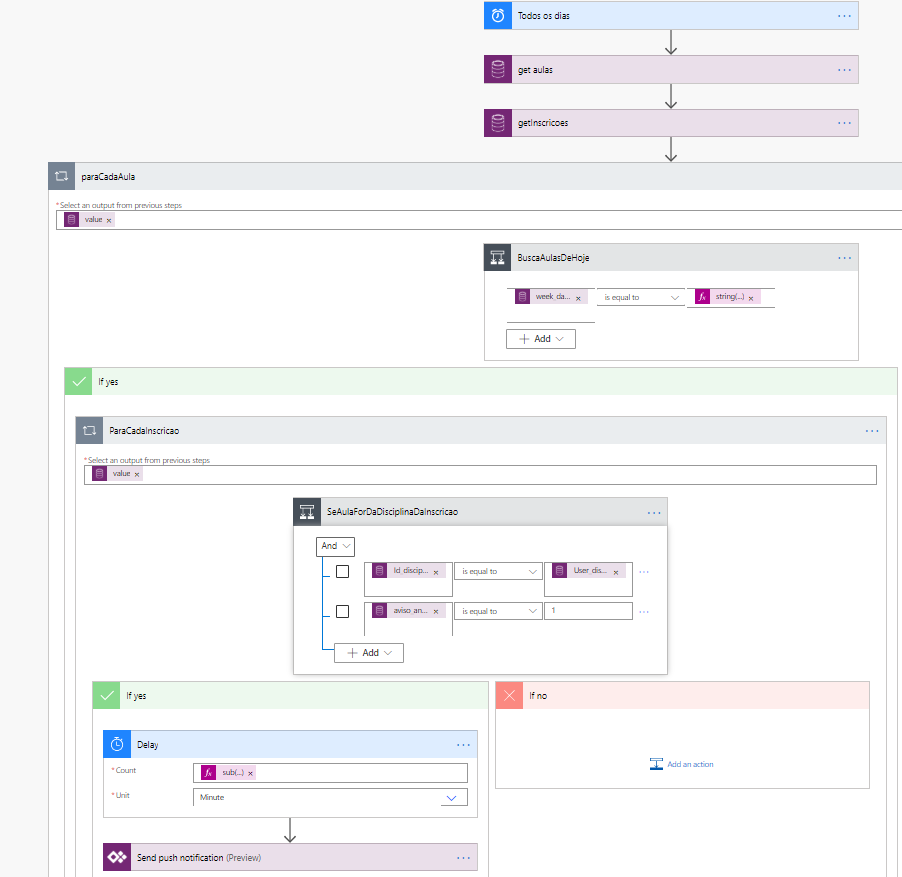 Todos os dias
get aulas
getInscricoes
paraCadaAula
*Select an output from previous steps
value
BuscaAulasDeHoje
week_da... is equal to string(...)
Add
If yes
ParaCadaInscricao
*Select an output from previous steps
value
SeAulaForDaDisciplinaDaInscricao
And
Id_discip... is equal to User_dis...
aviso_an... is equal to 1
Add
If yes
If no
Delay
*Count sub(...)
*Unit Minute
Add an action
Send push notification (Preview)